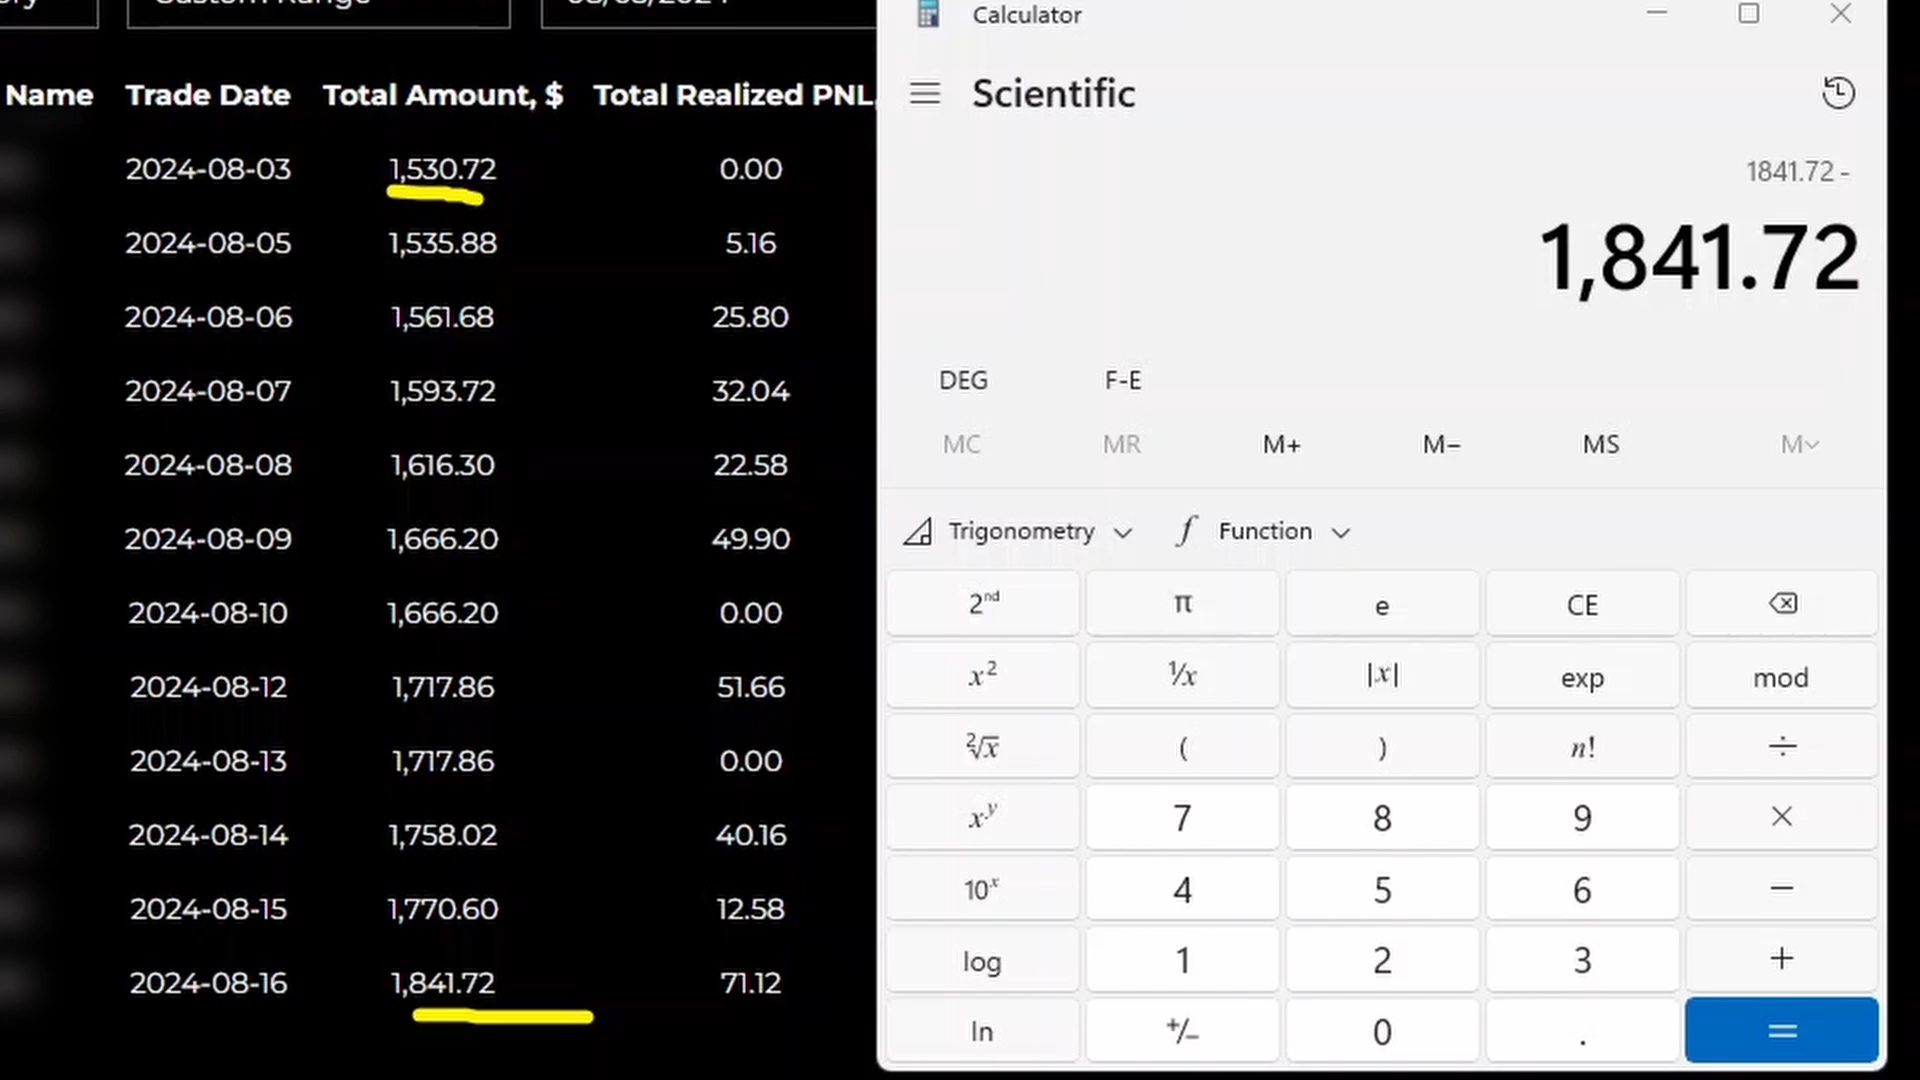 Name Trade Date Total Amount, $ Total Realized PNL,
2024-08-03 1,530.72 0.00
2024-08-05 1,535.88 5.16
2024-08-06 1,561.68 25.80
2024-08-07 1,593.72 32.04
2024-08-08 1,616.30 22.58
2024-08-09 1,666.20 49.90
2024-08-10 1,666.20 0.00
2024-08-12 1,717.86 51.66
2024-08-13 1,717.86 0.00
2024-08-14 1,758.02 40.16
2024-08-15 1,770.60 12.58
2024-08-16 1,841.72 71.12
Calculator
Scientific
1841.72 -
1,841.72
DEG F-E
MC MR M+ M− MS M
Trigonometry f Function
2nd π e CE
x² ¹⁄x |x| exp mod
²√x ( ) n! ÷
xʸ 7 8 9 ×
10ˣ 4 5 6 −
log 1 2 3 +
ln +/− 0 . =